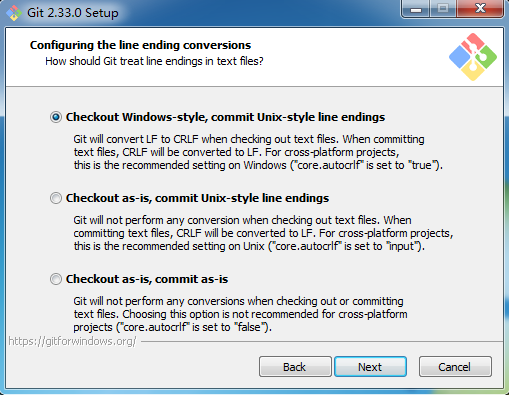 Git 2.33.0 Setup
Configuring the line ending conversions
How should Git treat line endings in text files?
Checkout Windows-style, commit Unix-style line endings
Git will convert LF to CRLF when checking out text files. When committing
text files, CRLF will be converted to LF. For cross-platform projects,
this is the recommended setting on Windows ("core.autocrlf" is set to "true").
Checkout as-is, commit Unix-style line endings
Git will not perform any conversion when checking out text files. When
committing text files, CRLF will be converted to LF. For cross-platform projects,
this is the recommended setting on Unix ("core.autocrlf" is set to "input").
Checkout as-is, commit as-is
Git will not perform any conversions when checking out or committing
text files. Choosing this option is not recommended for cross-platform
projects ("core.autocrlf" is set to "false").
https://gitforwindows.org/
Back
Next
Cancel